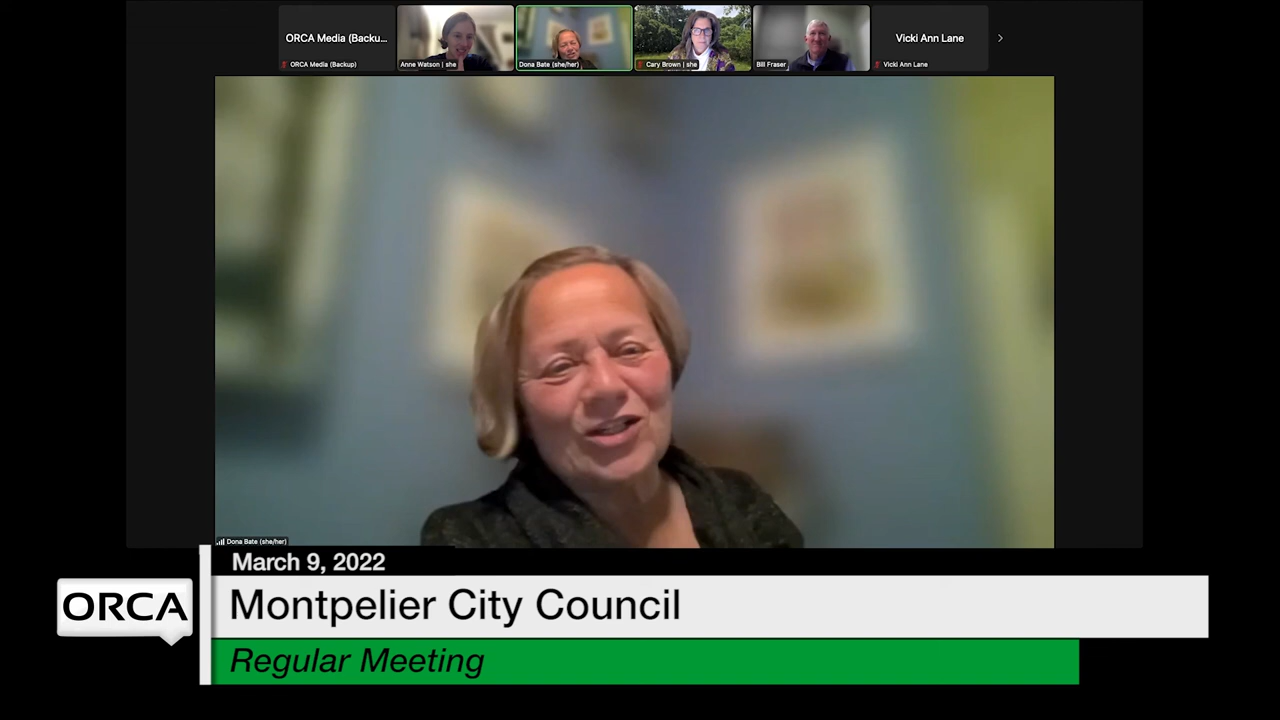 ORCA Media (Backu...
Vicki Ann Lane
ORCA Media (Backup)
Anne Watson | she
Dona Bate (she/her)
Cary Brown | she
Bill Fraser
Vicki Ann Lane
Dona Bate (she/her)
March 9, 2022
ORCA
Montpelier City Council
Regular Meeting